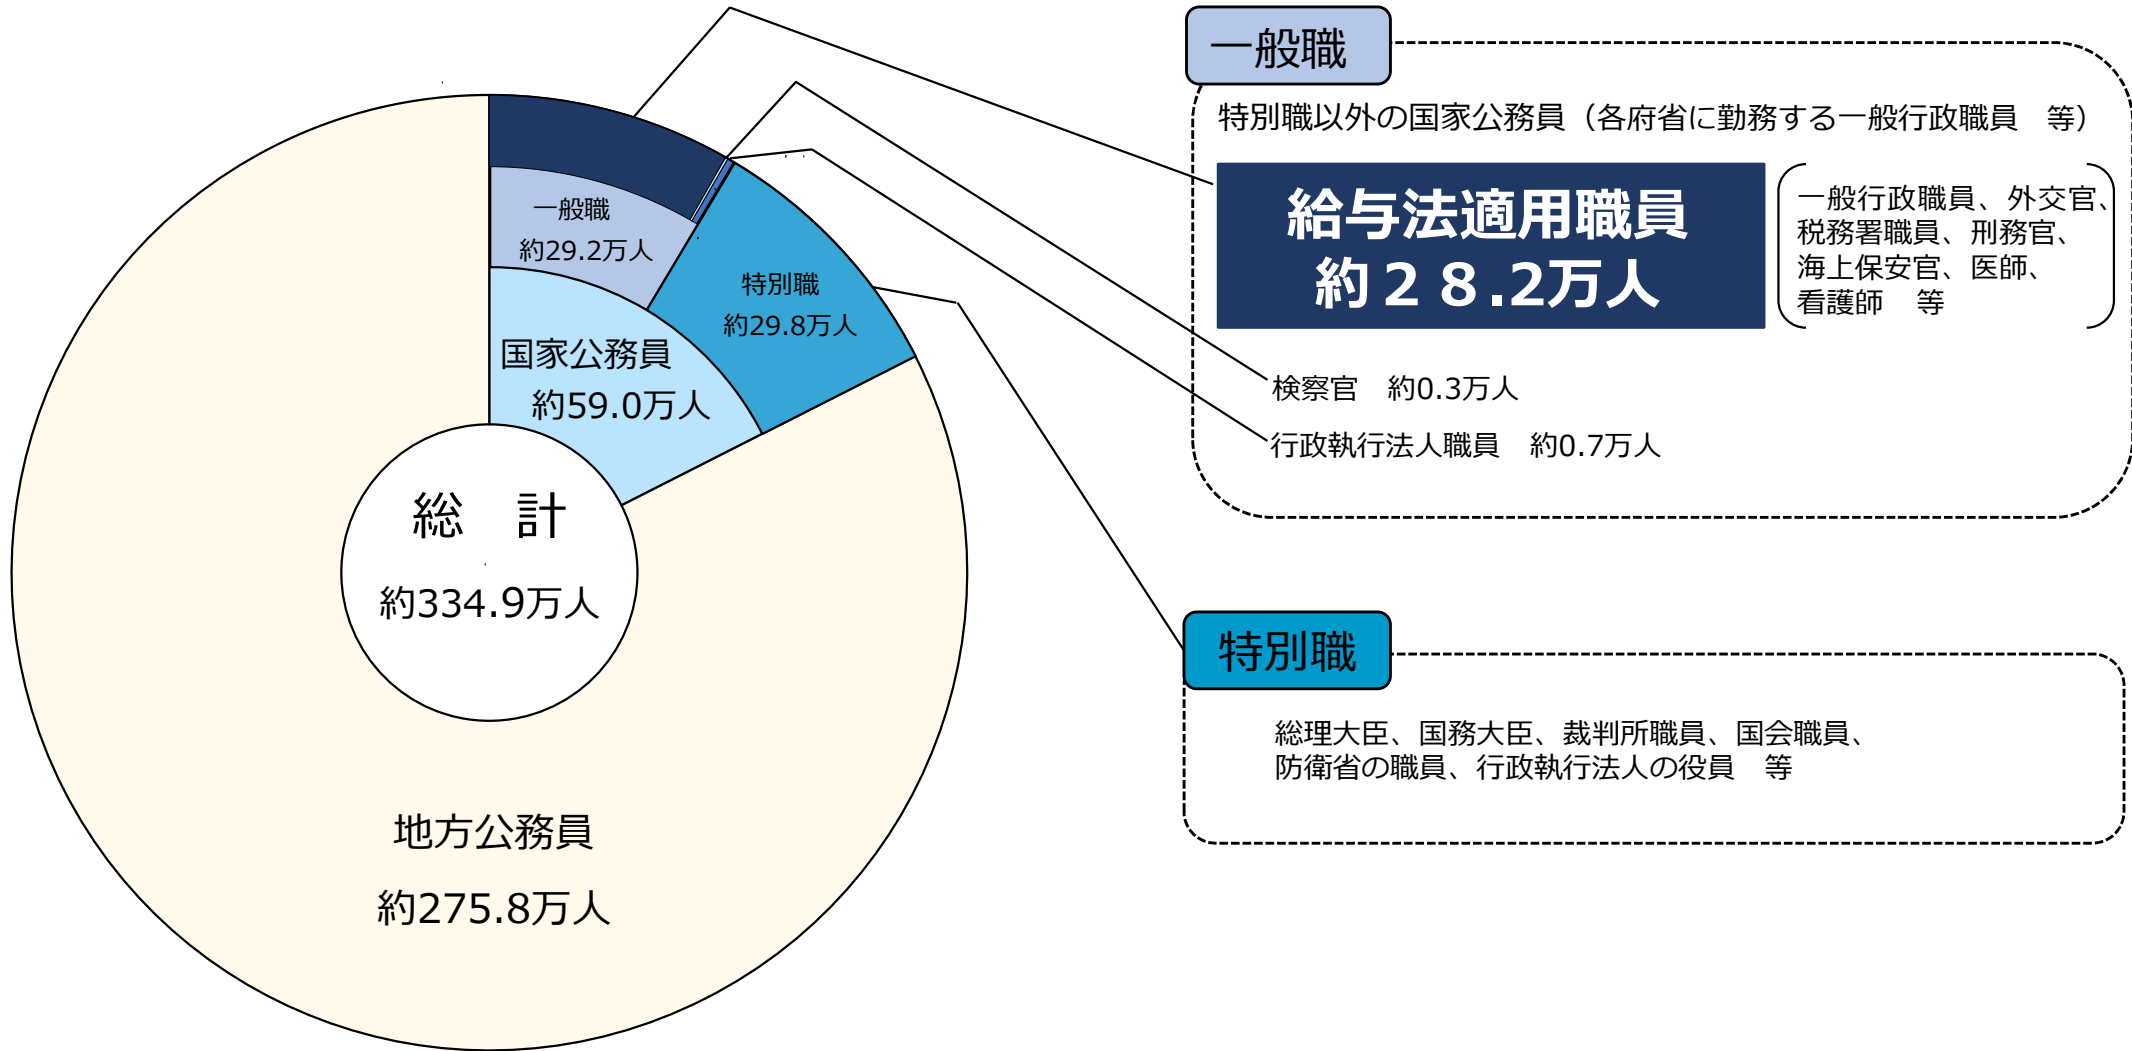 一般職
約29.2万人
特別職
約29.8万人
国家公務員
約59.0万人
総　計
約334.9万人
地方公務員
約275.8万人
一般職
特別職以外の国家公務員（各府省に勤務する一般行政職員　等）
給与法適用職員
約２８.2万人
一般行政職員、外交官、
税務署職員、刑務官、
海上保安官、医師、
看護師　等
検察官　約0.3万人
行政執行法人職員　約0.7万人
特別職
総理大臣、国務大臣、裁判所職員、国会職員、
防衛省の職員、行政執行法人の役員　等